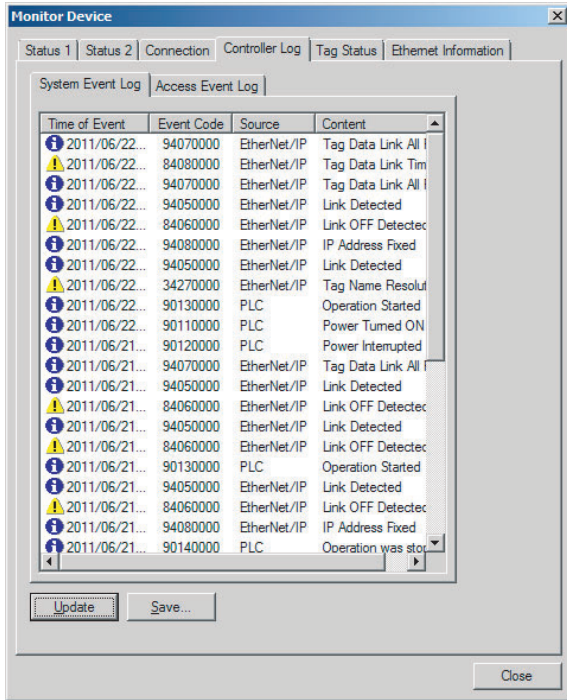 Monitor Device
Status 1 Status 2 Connection Controller Log Tag Status Ethernet Information
System Event Log Access Event Log
Time of Event Event Code Source Content
2011/06/22... 94070000 EtherNet/IP Tag Data Link All
2011/06/22... 84080000 EtherNet/IP Tag Data Link Tim
2011/06/22... 94070000 EtherNet/IP Tag Data Link All
2011/06/22... 94050000 EtherNet/IP Link Detected
2011/06/22... 84060000 EtherNet/IP Link OFF Detected
2011/06/22... 94080000 EtherNet/IP IP Address Fixed
2011/06/22... 94050000 EtherNet/IP Link Detected
2011/06/22... 34270000 EtherNet/IP Tag Name Resolut
2011/06/22... 90130000 PLC Operation Started
2011/06/22... 90110000 PLC Power Turned ON
2011/06/21... 90120000 PLC Power Interrupted
2011/06/21... 94070000 EtherNet/IP Tag Data Link All
2011/06/21... 94050000 EtherNet/IP Link Detected
2011/06/21... 84060000 EtherNet/IP Link OFF Detected
2011/06/21... 94050000 EtherNet/IP Link Detected
2011/06/21... 84060000 EtherNet/IP Link OFF Detected
2011/06/21... 90130000 PLC Operation Started
2011/06/21... 94050000 EtherNet/IP Link Detected
2011/06/21... 84060000 EtherNet/IP Link OFF Detected
2011/06/21... 94080000 EtherNet/IP IP Address Fixed
2011/06/21... 90140000 PLC Operation was stop
Update Save...
Close